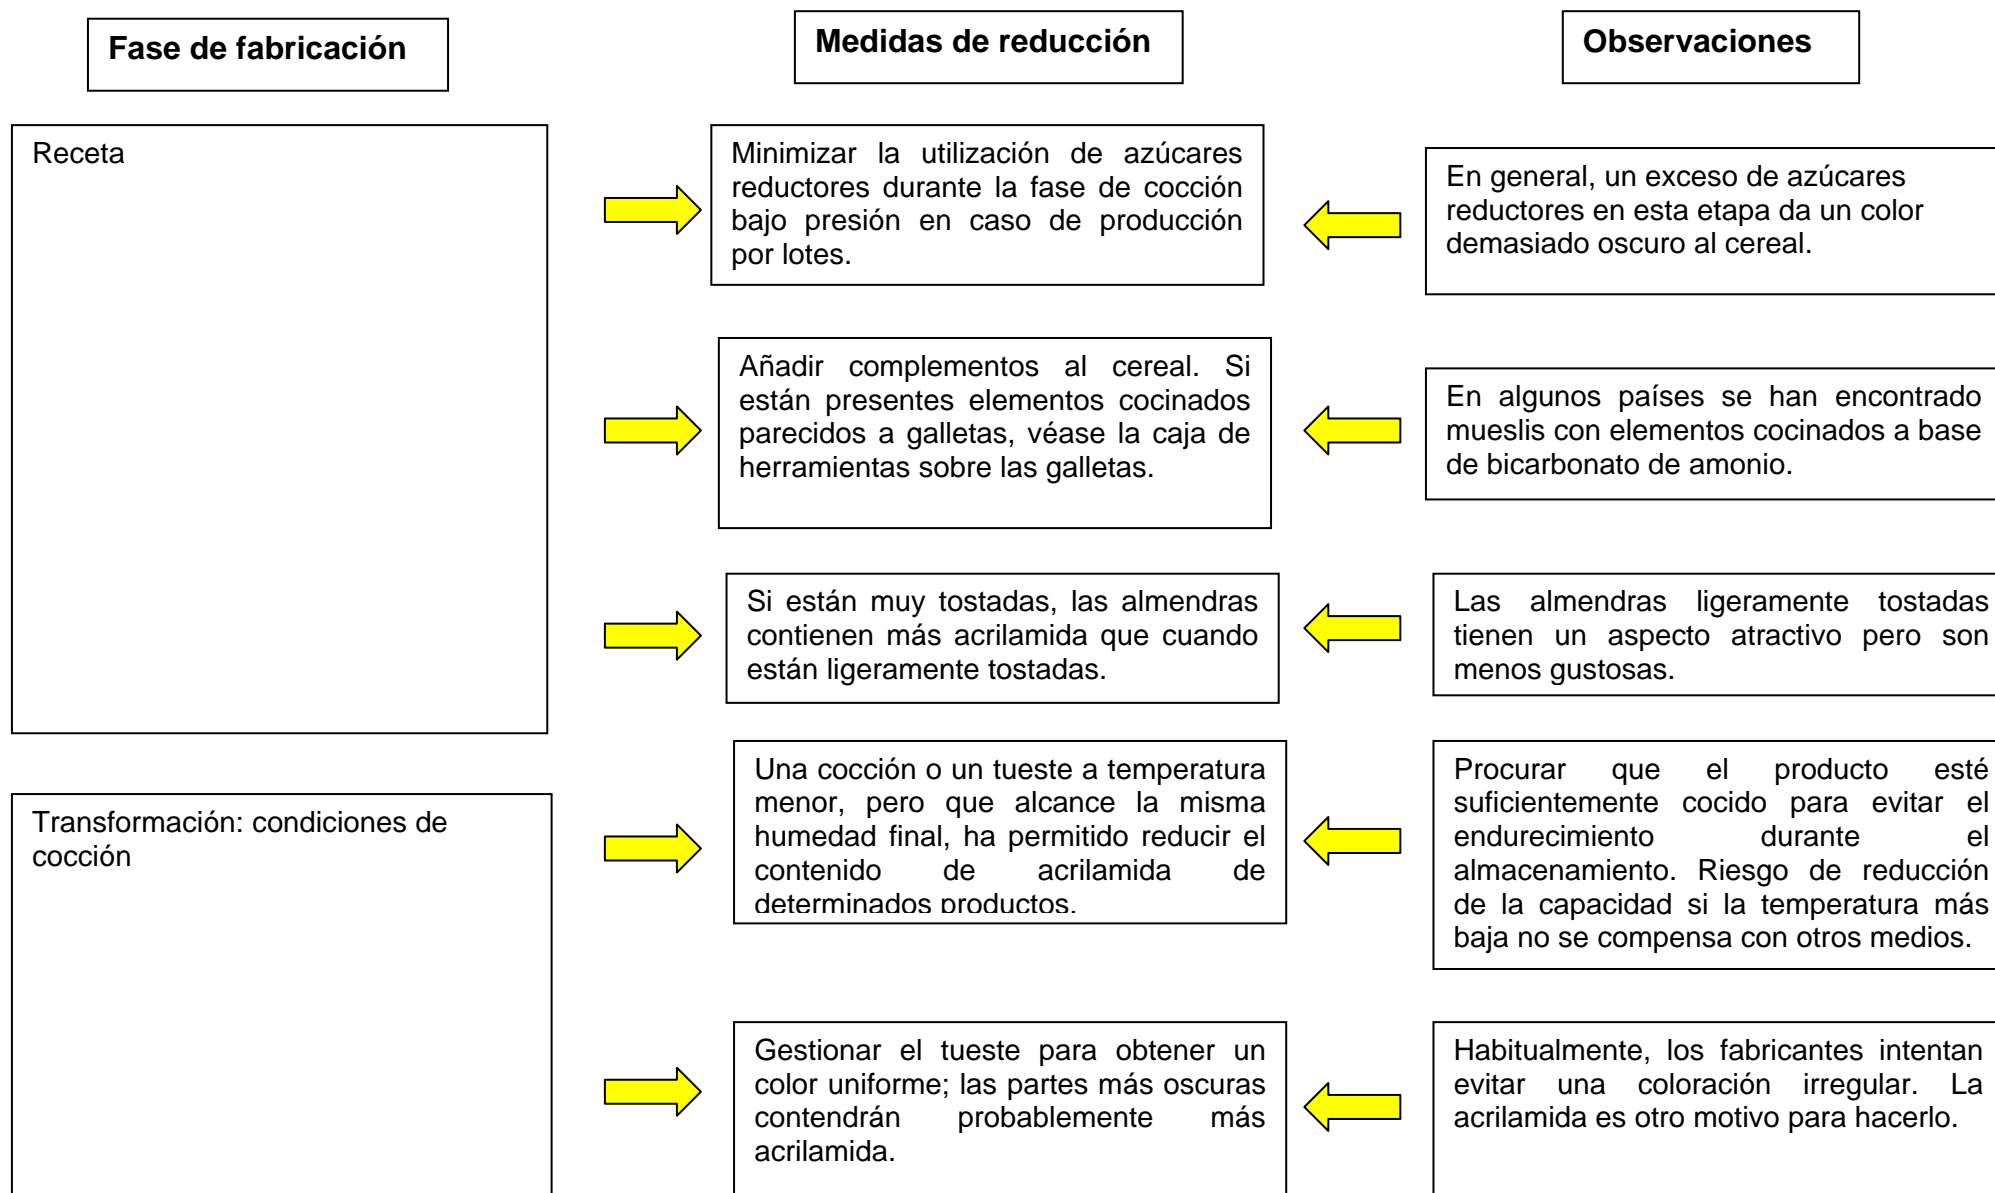 Fase de fabricación
Medidas de reducción
Observaciones
Receta
Minimizar la utilización de azúcares
reductores durante la fase de cocción
bajo presión en caso de producción
por lotes.
En general, un exceso de azúcares
reductores en esta etapa da un color
demasiado oscuro al cereal.
Añadir complementos al cereal. Si
están presentes elementos cocinados
parecidos a galletas, véase la caja de
herramientas sobre las galletas.
En algunos países se han encontrado
mueslis con elementos cocinados a base
de bicarbonato de amonio.
Si están muy tostadas, las almendras
contienen más acrilamida que cuando
están ligeramente tostadas.
Las almendras ligeramente tostadas
tienen un aspecto atractivo pero son
menos gustosas.
Transformación: condiciones de
cocción
Una cocción o un tueste a temperatura
menor, pero que alcance la misma
humedad final, ha permitido reducir el
contenido de acrilamida de
determinados productos.
Procurar que el producto esté
suficientemente cocido para evitar el
endurecimiento durante el
almacenamiento. Riesgo de reducción
de la capacidad si la temperatura más
baja no se compensa con otros medios.
Gestionar el tueste para obtener un
color uniforme; las partes más oscuras
contendrán probablemente más
acrilamida.
Habitualmente, los fabricantes intentan
evitar una coloración irregular. La
acrilamida es otro motivo para hacerlo.